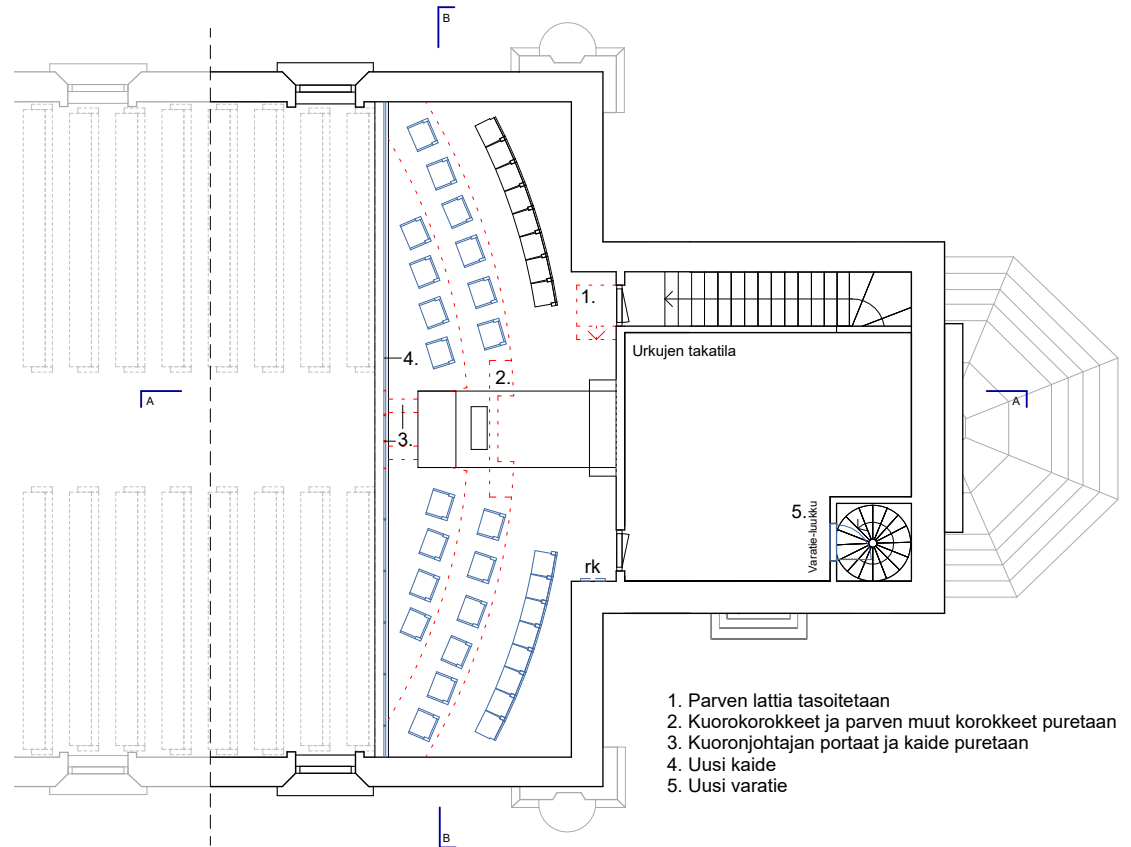 B
1.
Urkujen takatila
4.
2.
A
A
3.
5.
Varatie-luukku
rk
1. Parven lattia tasoitetaan
2. Kuorokorokkeet ja parven muut korokkeet puretaan
3. Kuoronjohtajan portaat ja kaide puretaan
4. Uusi kaide
5. Uusi varatie
B